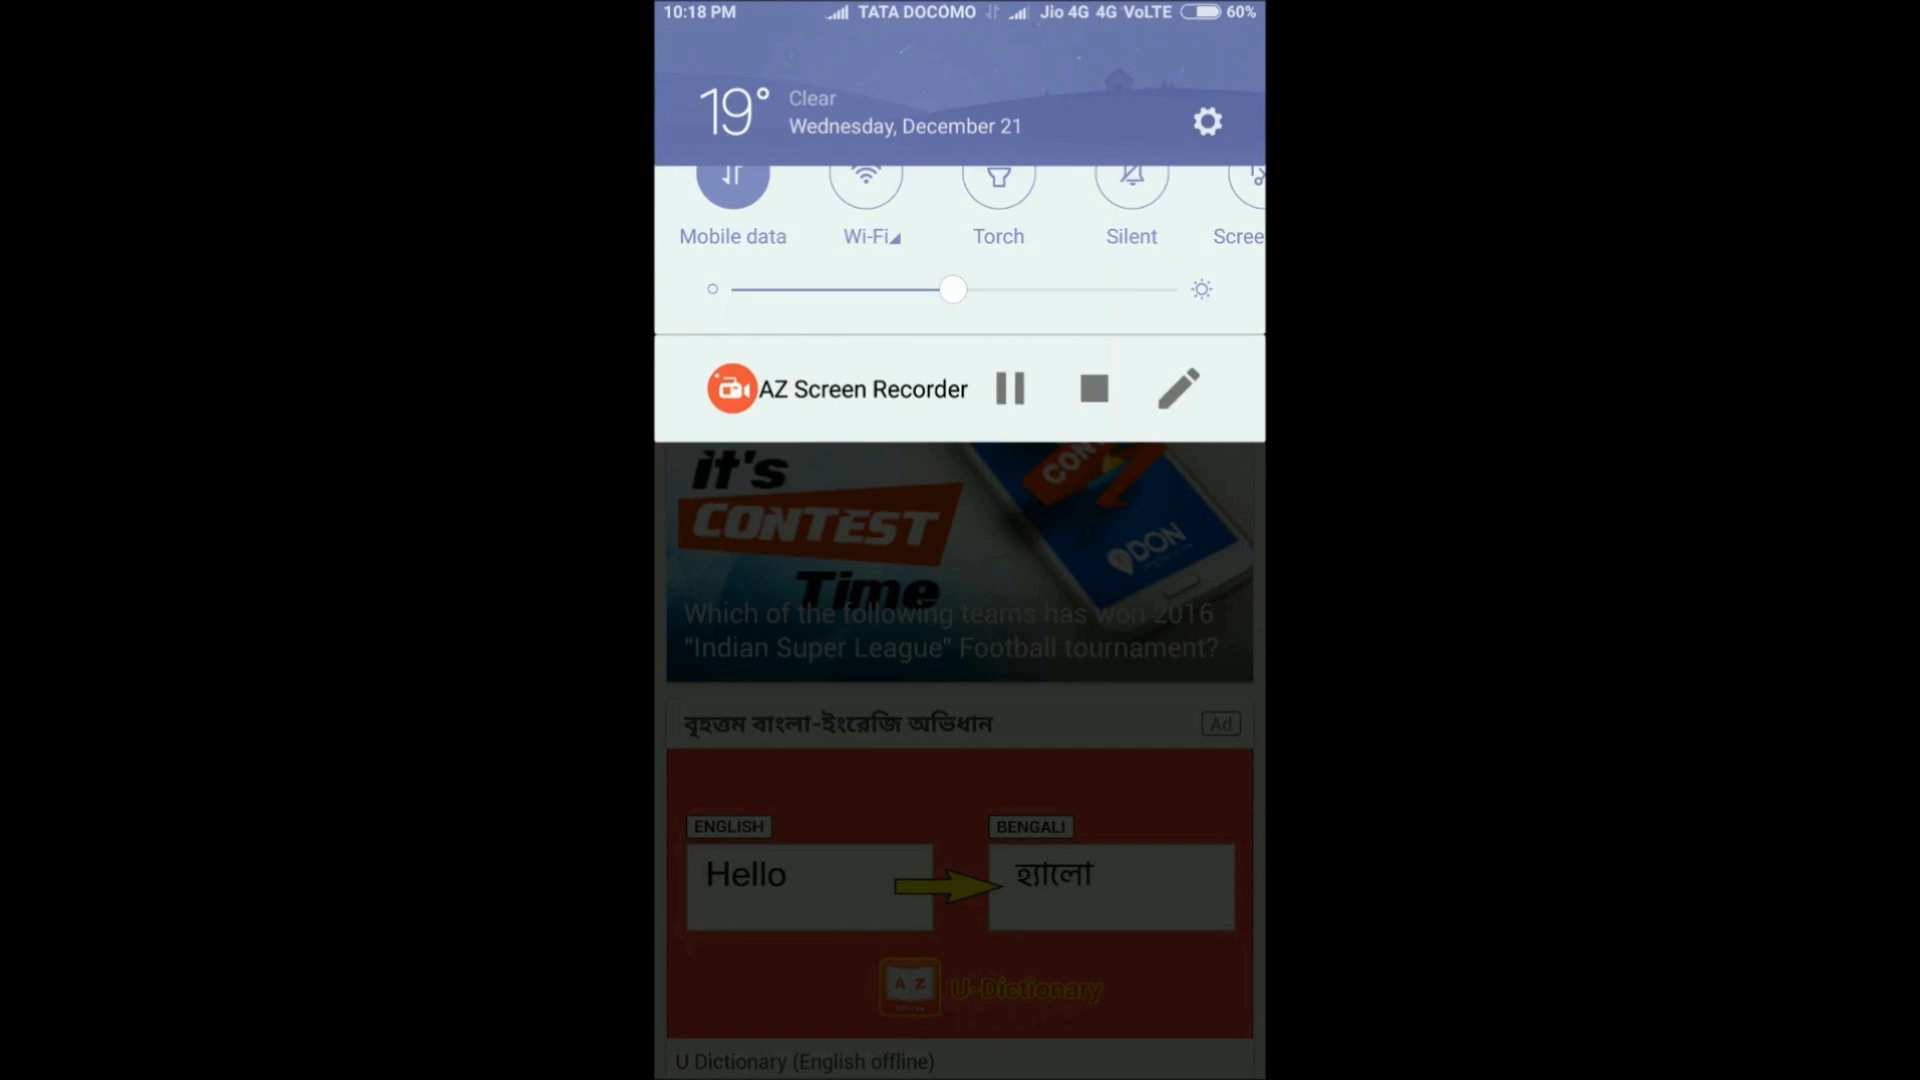 10:18 PM TATA DOCOMO Jio 4G 4G VoLTE 60%
19° Clear
Wednesday, December 21
Mobile data Wi-Fi Torch Silent Scree
AZ Screen Recorder
it's
CONTEST
Time
CONT
DON
Which of the following teams has won 2016
"Indian Super League" Football tournament?
বৃহত্তম বাংলা-ইংরেজি অভিধান Ad
ENGLISH BENGALI
Hello হ্যালো
A Z U-Dictionary
U Dictionary (English offline)